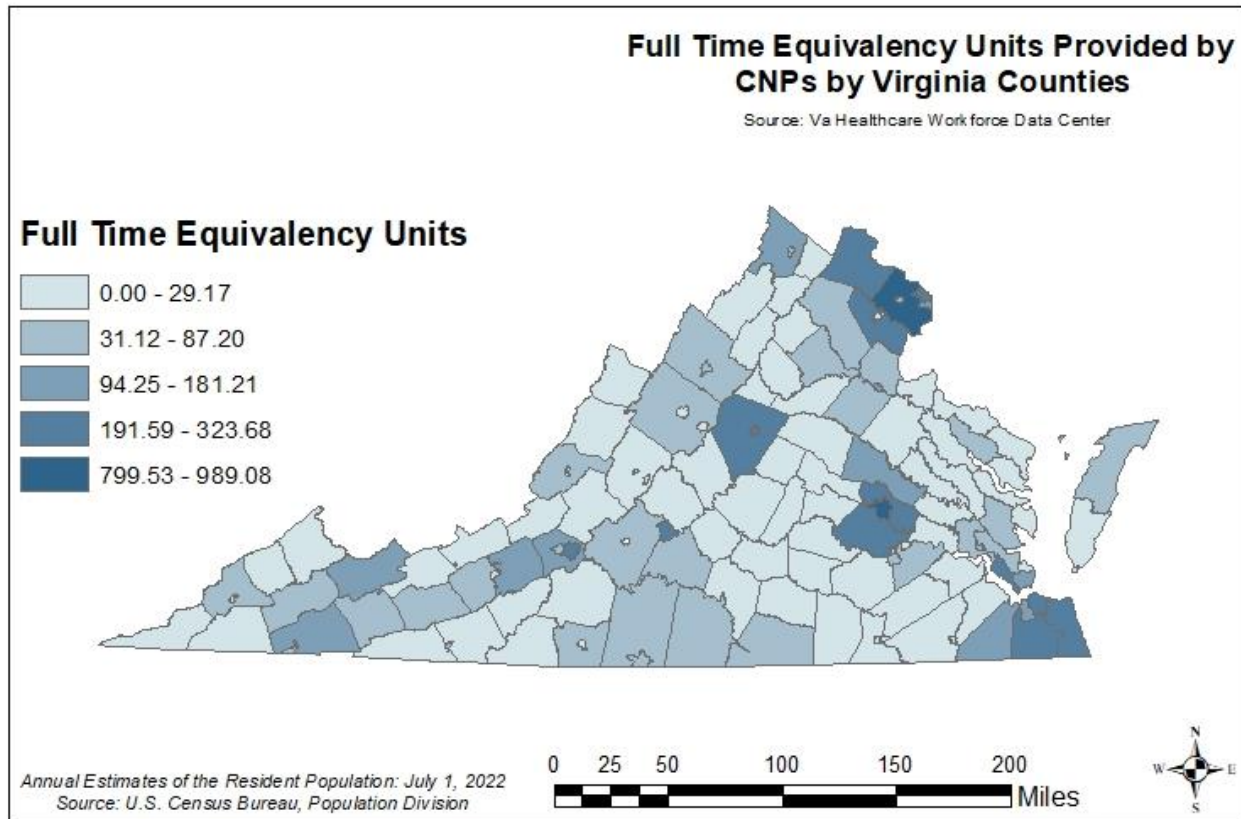 Full Time Equivalency Units Provided by
CNPs by Virginia Counties
Source: Va Healthcare Workforce Data Center
Full Time Equivalency Units
0.00 - 29.17
31.12 - 87.20
94.25 - 181.21
191.59 - 323.68
799.53 - 989.08
Annual Estimates of the Resident Population: July 1, 2022
Source: U.S. Census Bureau, Population Division
0 25 50 100 150 200
Miles
N
W E
S